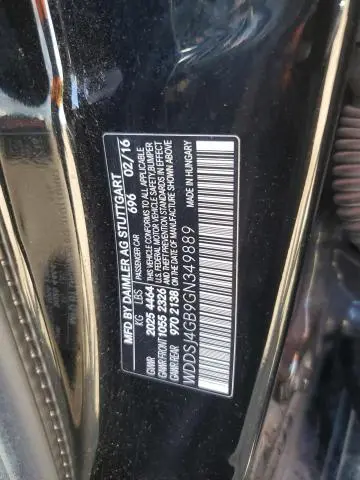 MFD BY DAIMLER AG STUTTGART 02/16
PASSENGER CAR 696
KG LBS
GVWR 2025 4464
GAWR FRONT 1055 2326
GAWR REAR 970 2138
THIS VEHICLE CONFORMS TO ALL APPLICABLE
U.S. FEDERAL MOTOR VEHICLE SAFETY/BUMPER
AND THEFT PREVENTION STANDARDS IN EFFECT
ON THE DATE OF MANUFACTURE SHOWN ABOVE
MADE IN HUNGARY
WDDSJ4GB9GN349889